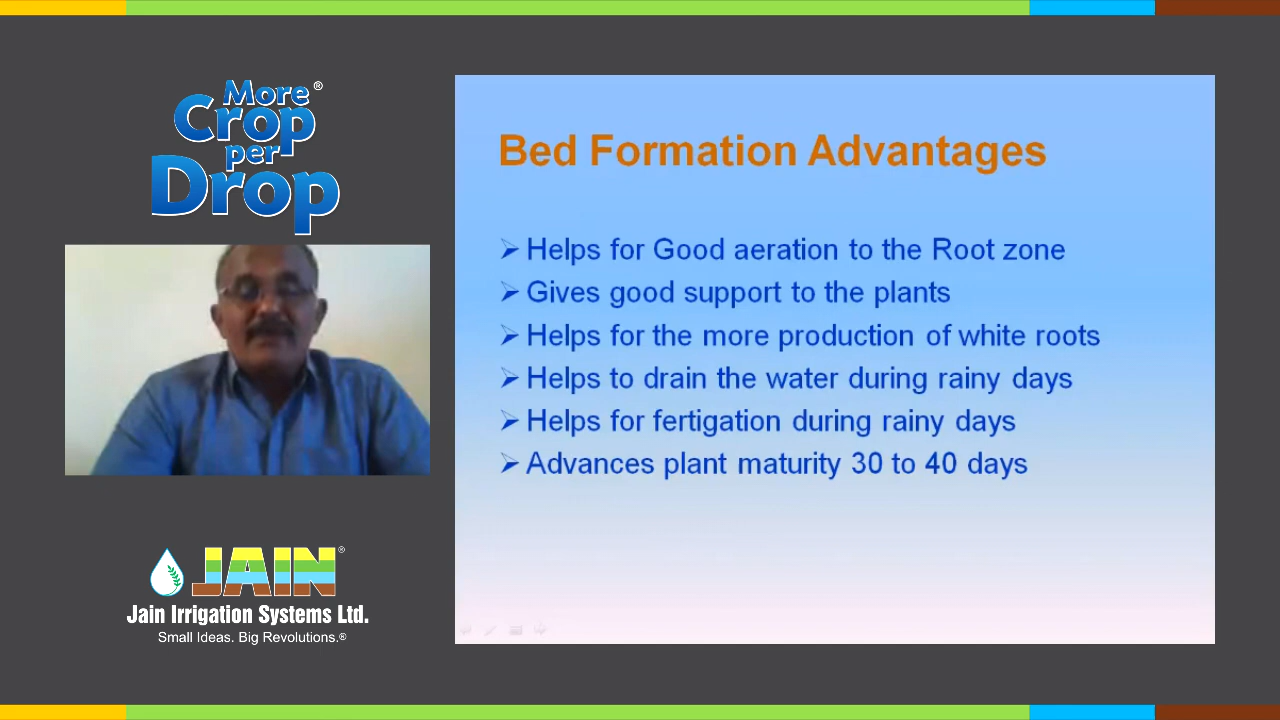 More®
Crop
per
Drop
Bed Formation Advantages
➢ Helps for Good aeration to the Root zone
➢ Gives good support to the plants
➢ Helps for the more production of white roots
➢ Helps to drain the water during rainy days
➢ Helps for fertigation during rainy days
➢ Advances plant maturity 30 to 40 days
JAIN®
Jain Irrigation Systems Ltd.
Small Ideas. Big Revolutions.®